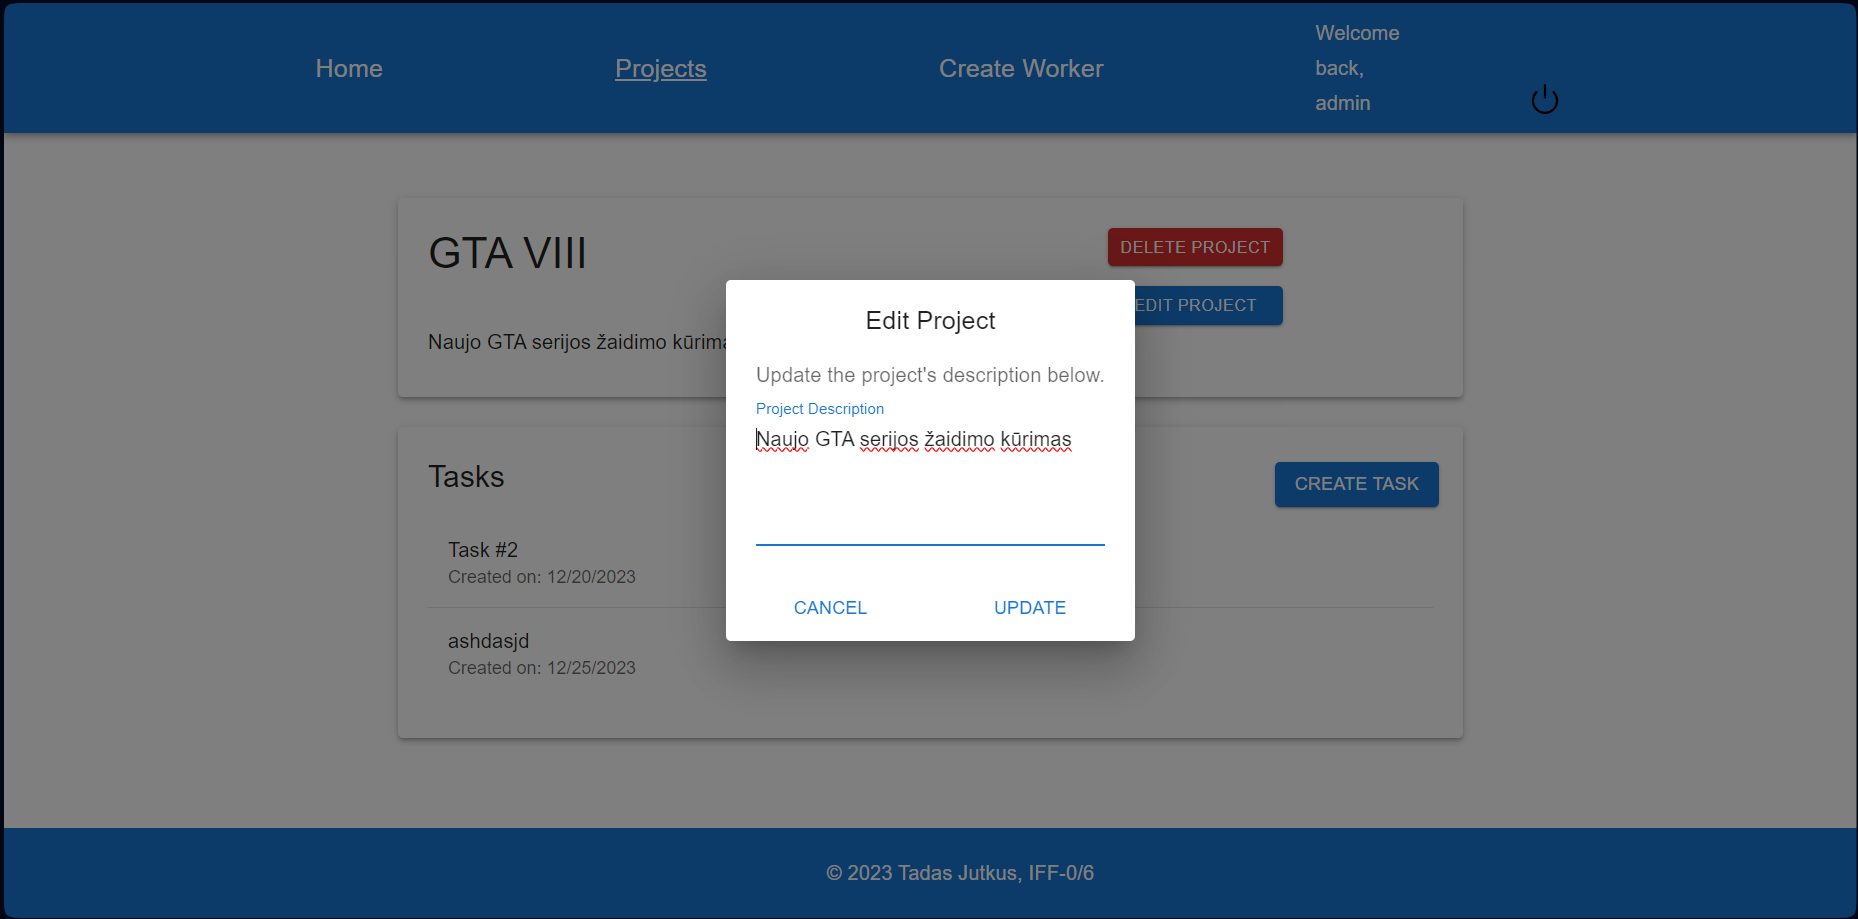 Home
Projects
Create Worker
Welcome
back,
admin
GTA VIII
DELETE PROJECT
EDIT PROJECT
Naujo GTA serijos žaidimo
Edit Project
Update the project's description below.
Project Description
Naujo GTA serijos žaidimo kūrimas
CANCEL
UPDATE
Tasks
CREATE TASK
Task #2
Created on: 12/20/2023
ashdasjd
Created on: 12/25/2023
© 2023 Tadas Jutkus, IFF-0/6